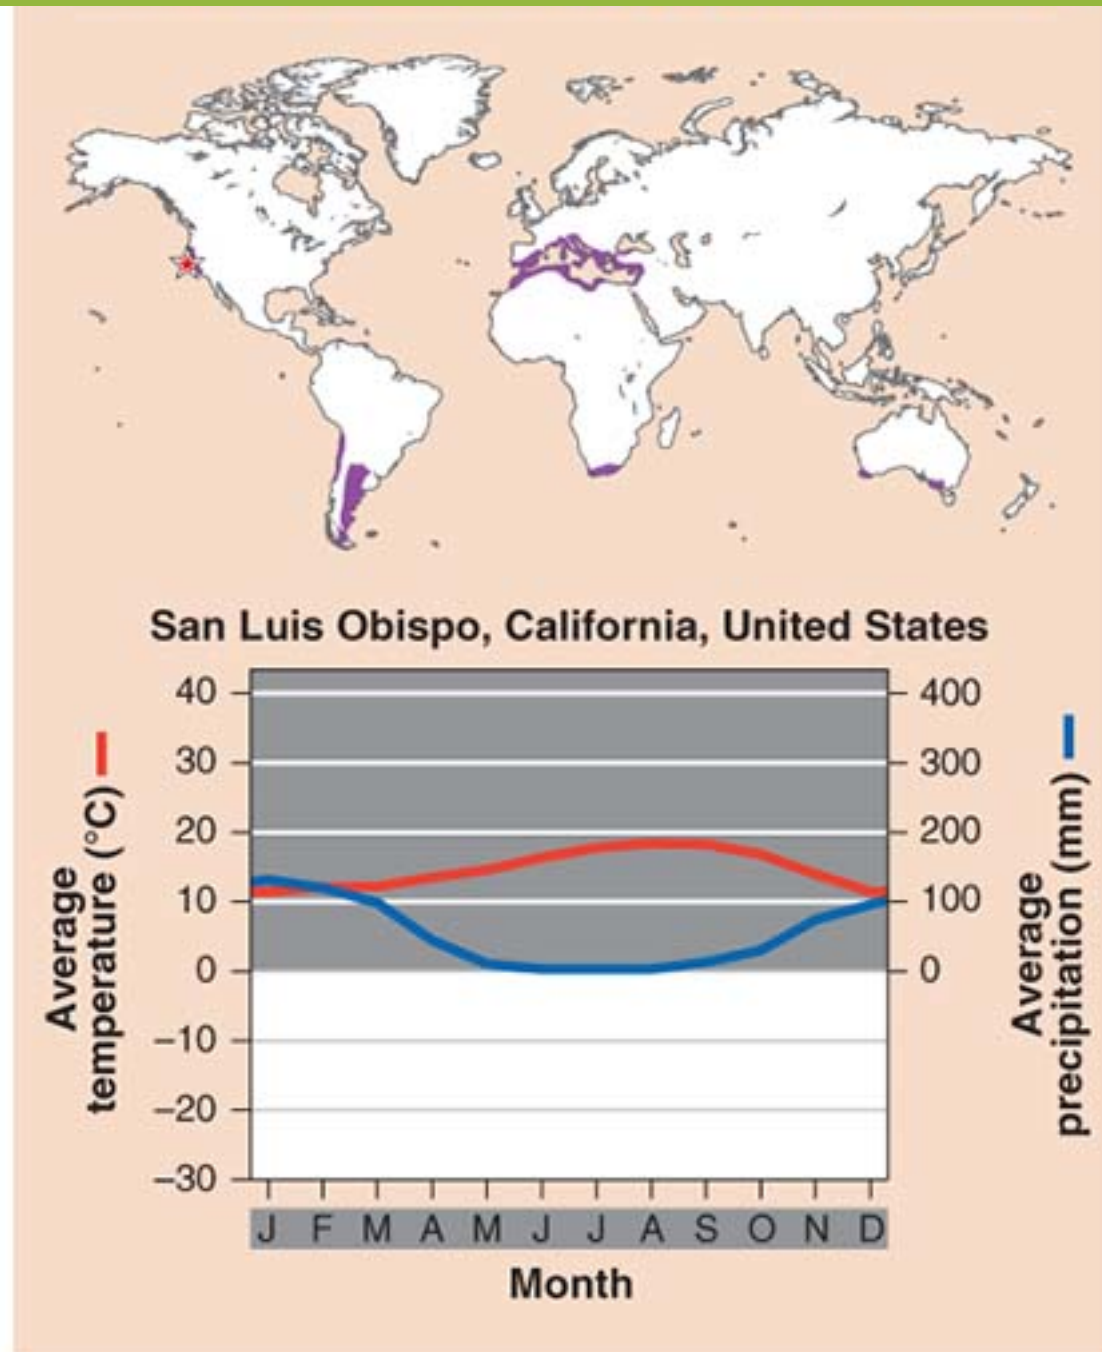 San Luis Obispo, California, United States
40
30
20
10
0
–10
–20
–30
Average
temperature (°C)
400
300
200
100
0
Average
precipitation (mm)
J F M A M J J A S O N D
Month